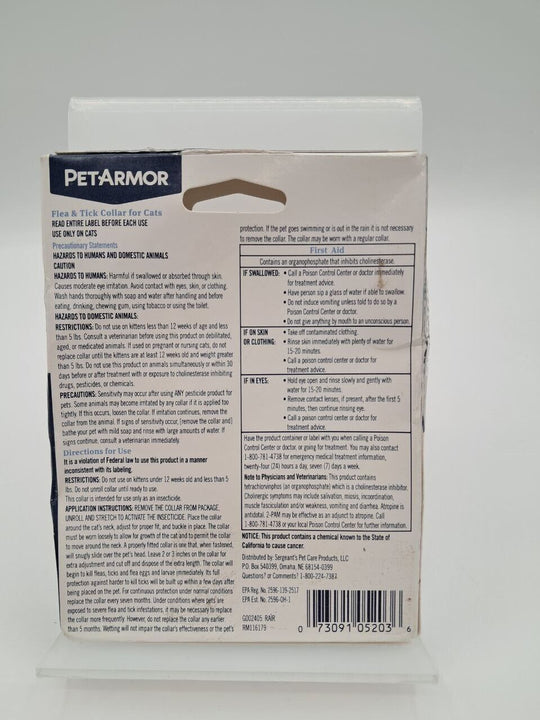 PETARMOR
Flea & Tick Collar for Cats
READ ENTIRE LABEL BEFORE EACH USE
USE ONLY ON CATS
Precautionary Statements
HAZARDS TO HUMANS AND DOMESTIC ANIMALS
CAUTION
HAZARDS TO HUMANS: Harmful if swallowed or absorbed through skin.
Causes moderate eye irritation. Avoid contact with eyes, skin, or clothing.
Wash hands thoroughly with soap and water after handling and before
eating, drinking, chewing gum, using tobacco or using the toilet.
HAZARDS TO DOMESTIC ANIMALS:
RESTRICTIONS: Do not use on kittens less than 12 weeks of age and less
than 5 lbs. Consult a veterinarian before using this product on debilitated,
aged, or medicated animals. If used on pregnant or nursing cats, do not
replace collar until the kittens are at least 12 weeks old and weight greater
than 5 lbs. Do not use this product on animals simultaneously or within 30
days before or after treatment with or exposure to cholinesterase inhibiting
drugs, pesticides, or chemicals.
PRECAUTIONS: Sensitivity may occur after using ANY pesticide product for
pets. Some animals may become irritated by any collar if it is applied too
tightly. If this occurs, loosen the collar. If irritation continues, remove the
collar from the animal. If signs of sensitivity occur, (remove the collar and)
bathe your pet with mild soap and rinse with large amounts of water. If
signs continue, consult a veterinarian immediately.
Directions for Use
It is a violation of Federal law to use this product in a manner
inconsistent with its labeling.
RESTRICTIONS: Do not use on kittens under 12 weeks old and less than 5
lbs. Do not unroll collar until ready to use.
This collar is intended for use only as an insecticide.
APPLICATION INSTRUCTIONS: REMOVE THE COLLAR FROM PACKAGE,
UNROLL AND STRETCH TO ACTIVATE THE INSECTICIDE. Place the collar
around the cat's neck, adjust for proper fit, and buckle in place. The collar
must be worn loosely to allow for growth of the cat and to permit the collar
to move around the neck. A properly fitted collar is one that, when fastened,
will snugly slide over the pet's head. Leave 2 or 3 inches on the collar for
extra adjustment and cut off and dispose of the extra length. The collar will
begin to kill fleas, ticks and flea eggs and larvae immediately. Its full
protection against harder to kill ticks will be built up within a few days after
being placed on the pet. For continuous protection under normal conditions
replace the collar every seven months. Under conditions where pets are
exposed to severe flea and tick infestations, it may be necessary to replace
the collar more frequently. However, do not replace the collar any earlier
than 5 months. Wetting will not impair the collar's effectiveness or the pet's
protection. If the pet goes swimming or is out in the rain it is not necessary
to remove the collar. The collar may be worn with a regular collar.
First Aid
Contains an organophosphate that inhibits cholinesterase.
IF SWALLOWED: • Call a Poison Control Center or doctor immediately
for treatment advice.
• Have person sip a glass of water if able to swallow.
• Do not induce vomiting unless told to do so by a
Poison Control Center or doctor.
• Do not give anything by mouth to an unconscious person.
IF ON SKIN OR CLOTHING: • Take off contaminated clothing.
• Rinse skin immediately with plenty of water for
15-20 minutes.
• Call a poison control center or doctor for
treatment advice.
IF IN EYES: • Hold eye open and rinse slowly and gently with
water for 15-20 minutes.
• Remove contact lenses, if present, after the first 5
minutes, then continue rinsing eye.
• Call a poison control center or doctor for
treatment advice.
Have the product container or label with you when calling a Poison
Control Center or doctor, or going for treatment. You may also contact
1-800-781-4738 for emergency medical treatment information,
twenty-four (24) hours a day, seven (7) days a week.
Note to Physicians and Veterinarians: This product contains
tetrachlorvinphos (an organophosphate) which is a cholinesterase inhibitor.
Cholinergic symptoms may include salivation, miosis, incoordination,
muscle fasciculation and/or weakness, vomiting and diarrhea. Atropine is
antidotal. 2-PAM may be effective as an adjunct to atropine. Call
1-800-781-4738 or your local Poison Control Center for further information.
NOTICE: This product contains a chemical known to the State of
California to cause cancer.
Distributed by: Sergeant's Pet Care Products, LLC
P.O. Box 540399, Omaha, NE 68154-0399
Questions? or Comments? 1-800-224-7387
EPA Reg. No. 2596-139-2517
EPA Est. No. 2596-OH-1
G002405 RAIR
RM116179
0 73091 05203 6